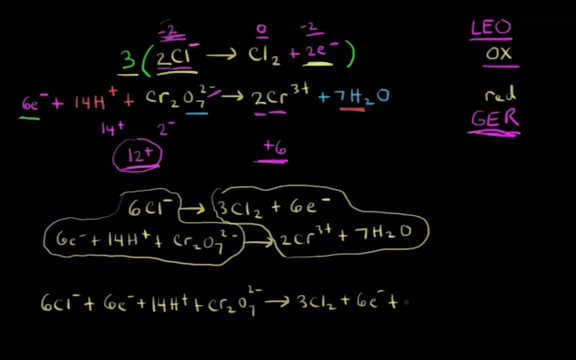 -2 0 -2 LEO
3(2Cl⁻ → Cl₂ + 2e⁻) OX
6e⁻ + 14H⁺ + Cr₂O₇²⁻ → 2Cr³⁺ + 7H₂O red
14⁺ 2⁻ GER
12⁺ +6
6Cl⁻ → 3Cl₂ + 6e⁻
6e⁻ + 14H⁺ + Cr₂O₇²⁻ → 2Cr³⁺ + 7H₂O
6Cl⁻ + 6e⁻ + 14H⁺ + Cr₂O₇²⁻ → 3Cl₂ + 6e⁻ +